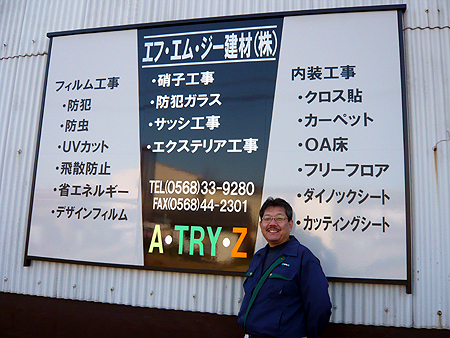 エフ・エム・ジー建材(株)
フィルム工事
・防犯
・防虫
・UVカット
・飛散防止
・省エネルギー
・デザインフィルム
・硝子工事
・防犯ガラス
・サッシ工事
・エクステリア工事
TEL(0568)33-9280
FAX(0568)44-2301
A・TRY・Z
内装工事
・クロス貼
・カーペット
・OA床
・フリーフロア
・ダイノックシート
・カッティングシート